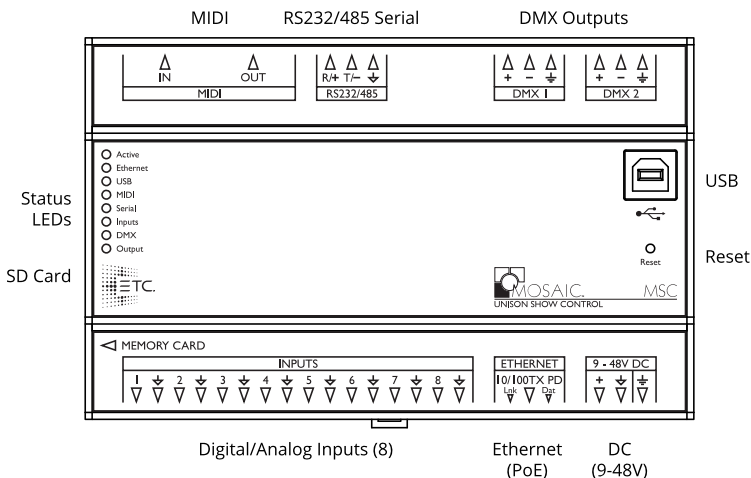 MIDI RS232/485 Serial DMX Outputs
IN OUT R/+ T/– + – + –
MIDI RS232/485 DMX 1 DMX 2
Active
Ethernet
USB
MIDI
Serial
Inputs
DMX
Output
Status
LEDs
SD Card
ETC.
USB
Reset
Reset
MOSAIC.
UNISON SHOW CONTROL
MSC
MEMORY CARD
INPUTS
1 2 3 4 5 6 7 8
ETHERNET
10/100TX PD
Lnk Dat
9 - 48V DC
+
Digital/Analog Inputs (8)
Ethernet
(PoE)
DC
(9-48V)